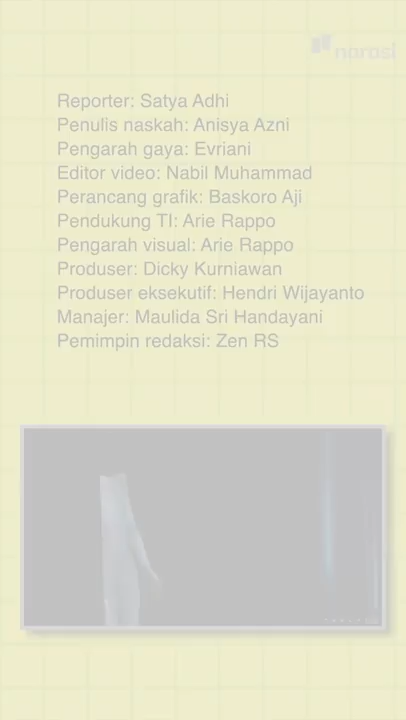 narasi
Reporter: Satya Adhi
Penulis naskah: Anisya Azni
Pengarah gaya: Evriani
Editor video: Nabil Muhammad
Perancang grafik: Baskoro Aji
Pendukung TI: Arie Rappo
Pengarah visual: Arie Rappo
Produser: Dicky Kurniawan
Produser eksekutif: Hendri Wijayanto
Manajer: Maulida Sri Handayani
Pemimpin redaksi: Zen RS